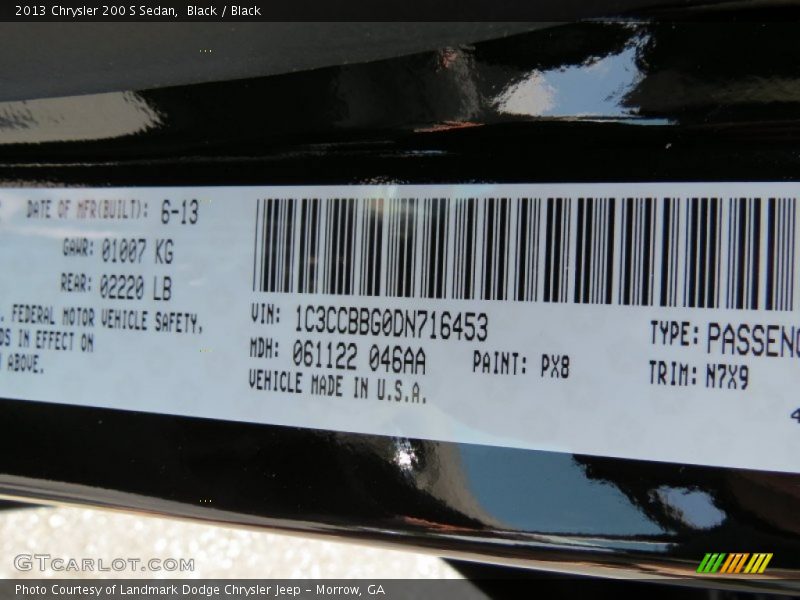 2013 Chrysler 200 S Sedan, Black / Black
DATE OF MFR(BUILT): 6-13
GAWR: 01007 KG
REAR: 02220 LB
. FEDERAL MOTOR VEHICLE SAFETY,
DS IN EFFECT ON
ABOVE.
VIN: 1C3CCBBG0DN716453
MDH: 061122 046AA
PAINT: PX8
VEHICLE MADE IN U.S.A.
TYPE: PASSENG
TRIM: N7X9
4
GTCARLOT.COM
Photo Courtesy of Landmark Dodge Chrysler Jeep – Morrow, GA